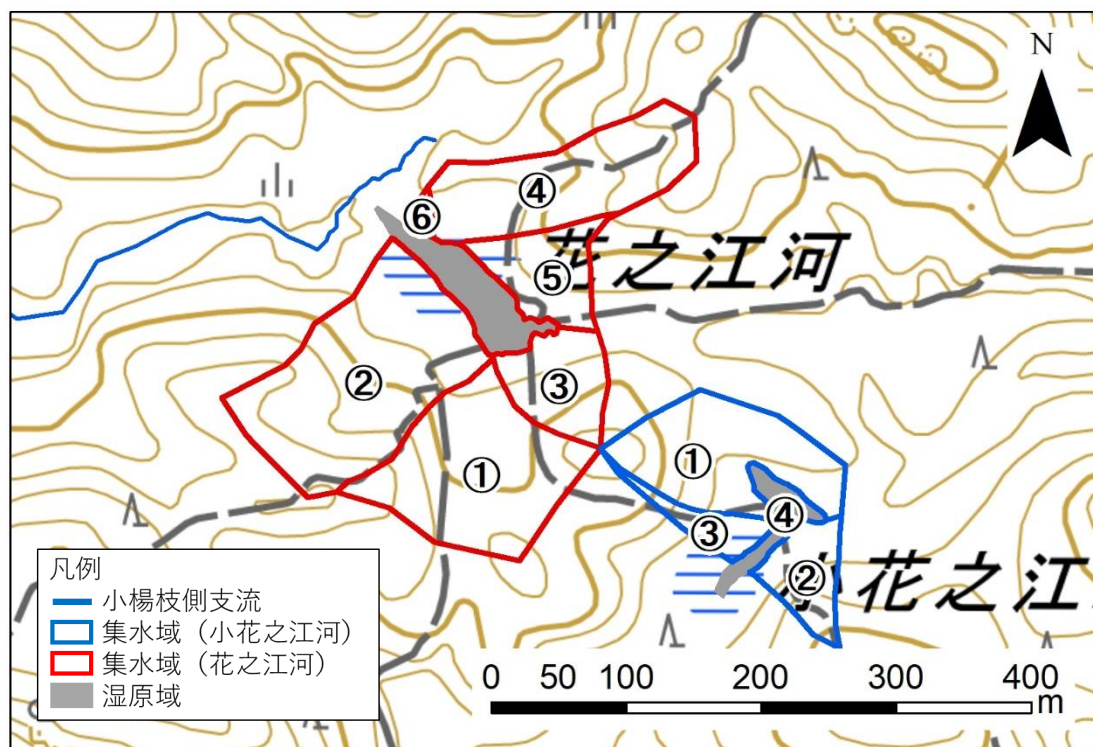 N
④
⑥
花之江河
⑤
②
③
①
①
④
③
②
小花之江
凡例
小楊枝側支流
集水域（小花之江河）
集水域（花之江河）
湿原域
0 50 100 200 300 400
m